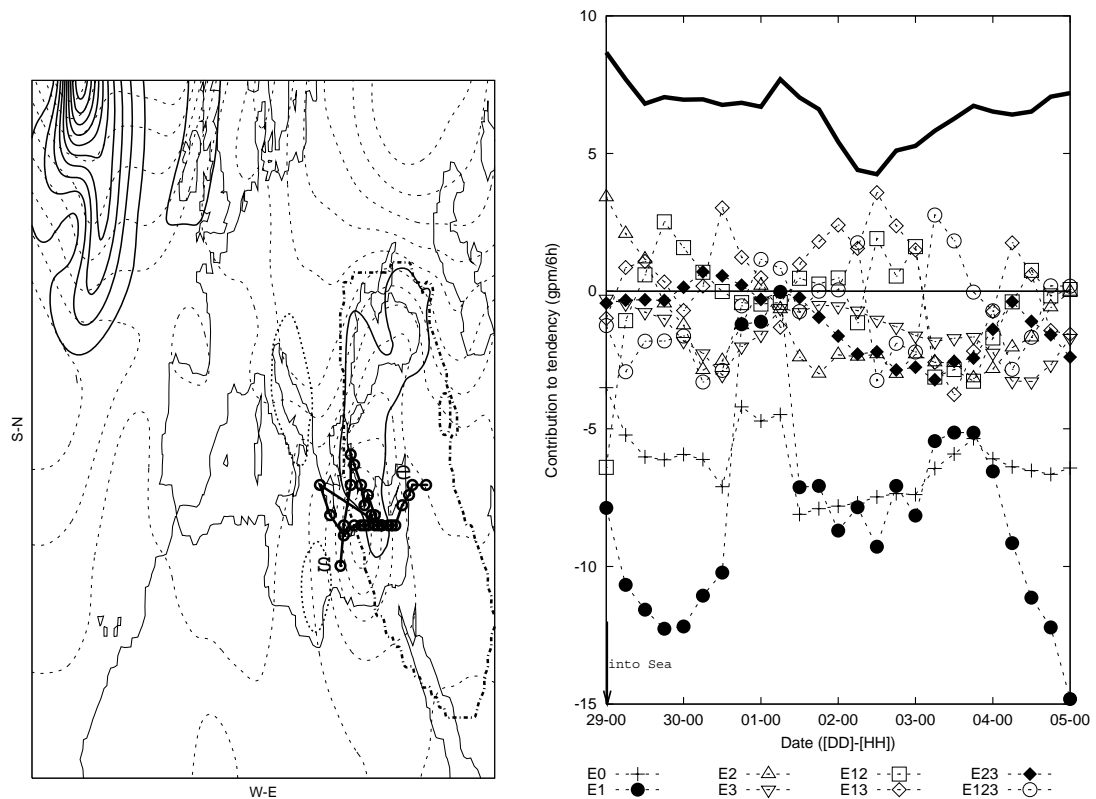 S-N
W-E
e
S
Contribution to tendency (gpm/6h)
10
5
0
-5
-10
-15
into Sea
29-00 30-00 01-00 02-00 03-00 04-00 05-00
Date ([DD]-[HH])
E0 E2 E12 E23
E1 E3 E13 E123